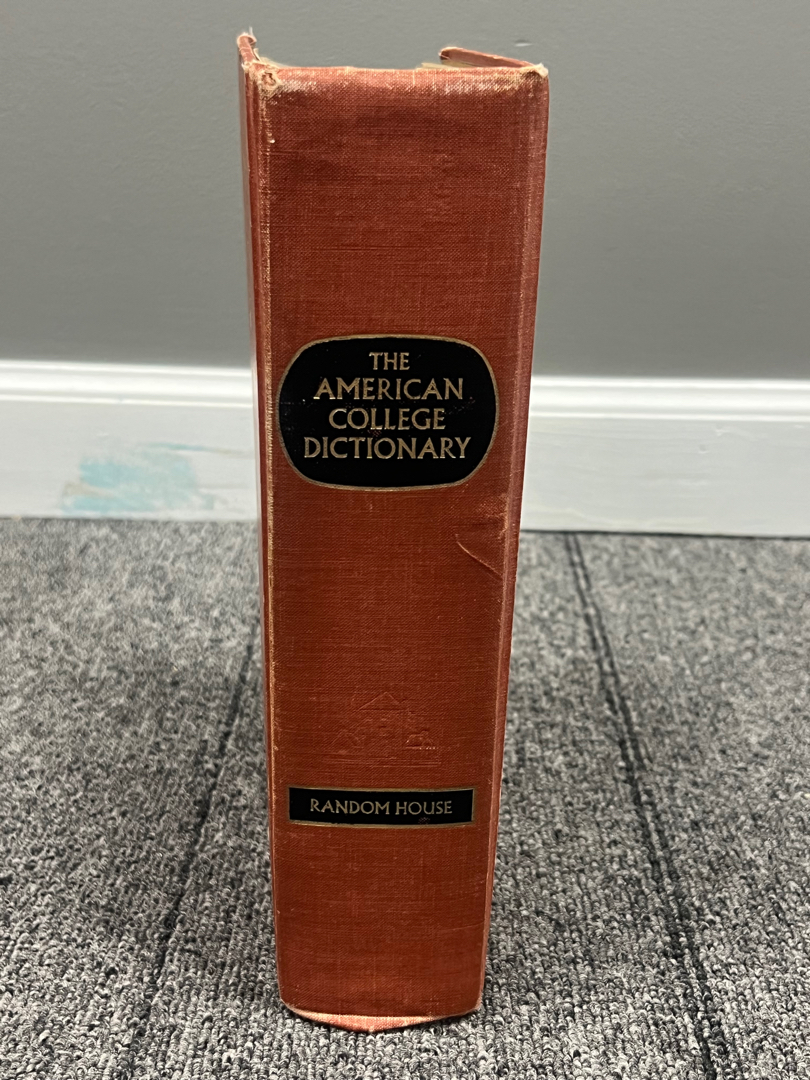 THE
AMERICAN
COLLEGE
DICTIONARY
RANDOM HOUSE